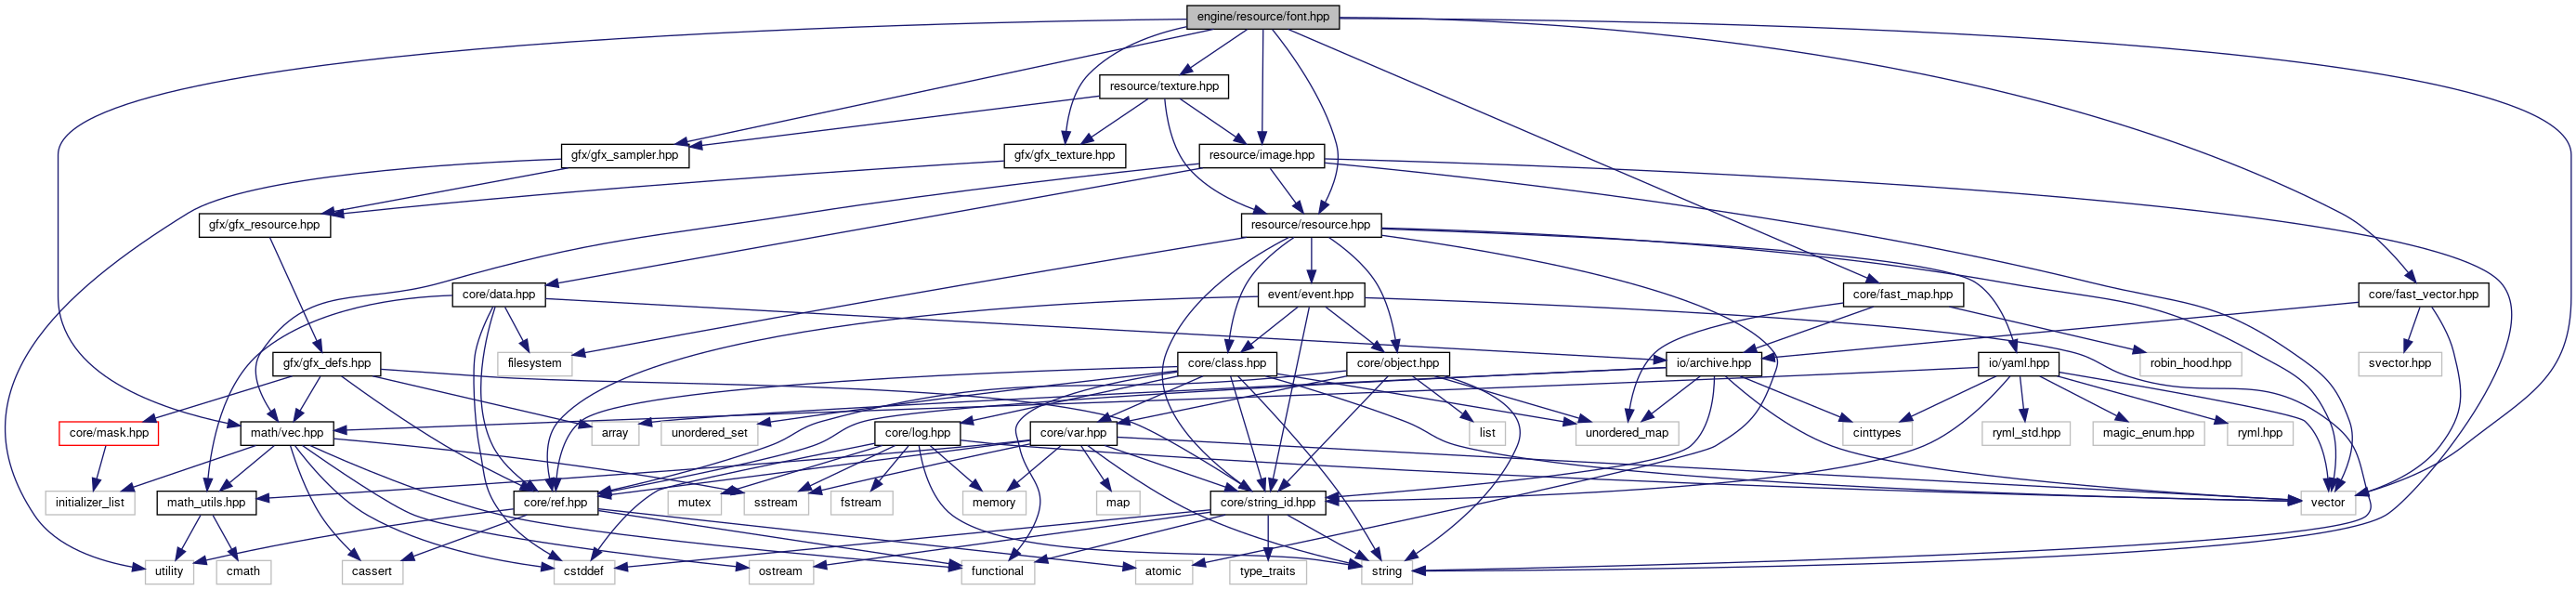 engine/resource/font.hpp
resource/texture.hpp
gfx/gfx_sampler.hpp
gfx/gfx_texture.hpp
resource/image.hpp
gfx/gfx_resource.hpp
resource/resource.hpp
core/data.hpp
event/event.hpp
core/fast_map.hpp
core/fast_vector.hpp
gfx/gfx_defs.hpp
filesystem
core/class.hpp
core/object.hpp
io/archive.hpp
io/yaml.hpp
robin_hood.hpp
svector.hpp
core/mask.hpp
math/vec.hpp
array
unordered_set
core/log.hpp
core/var.hpp
list
unordered_map
cinttypes
ryml_std.hpp
magic_enum.hpp
ryml.hpp
initializer_list
math_utils.hpp
core/ref.hpp
mutex
sstream
fstream
memory
map
core/string_id.hpp
vector
utility
cmath
cassert
cstddef
ostream
functional
atomic
type_traits
string